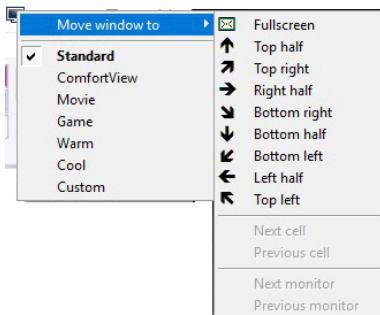 Move window to
Standard
ComfortView
Movie
Game
Warm
Cool
Custom
Fullscreen
Top half
Top right
Right half
Bottom right
Bottom half
Bottom left
Left half
Top left
Next cell
Previous cell
Next monitor
Previous monitor